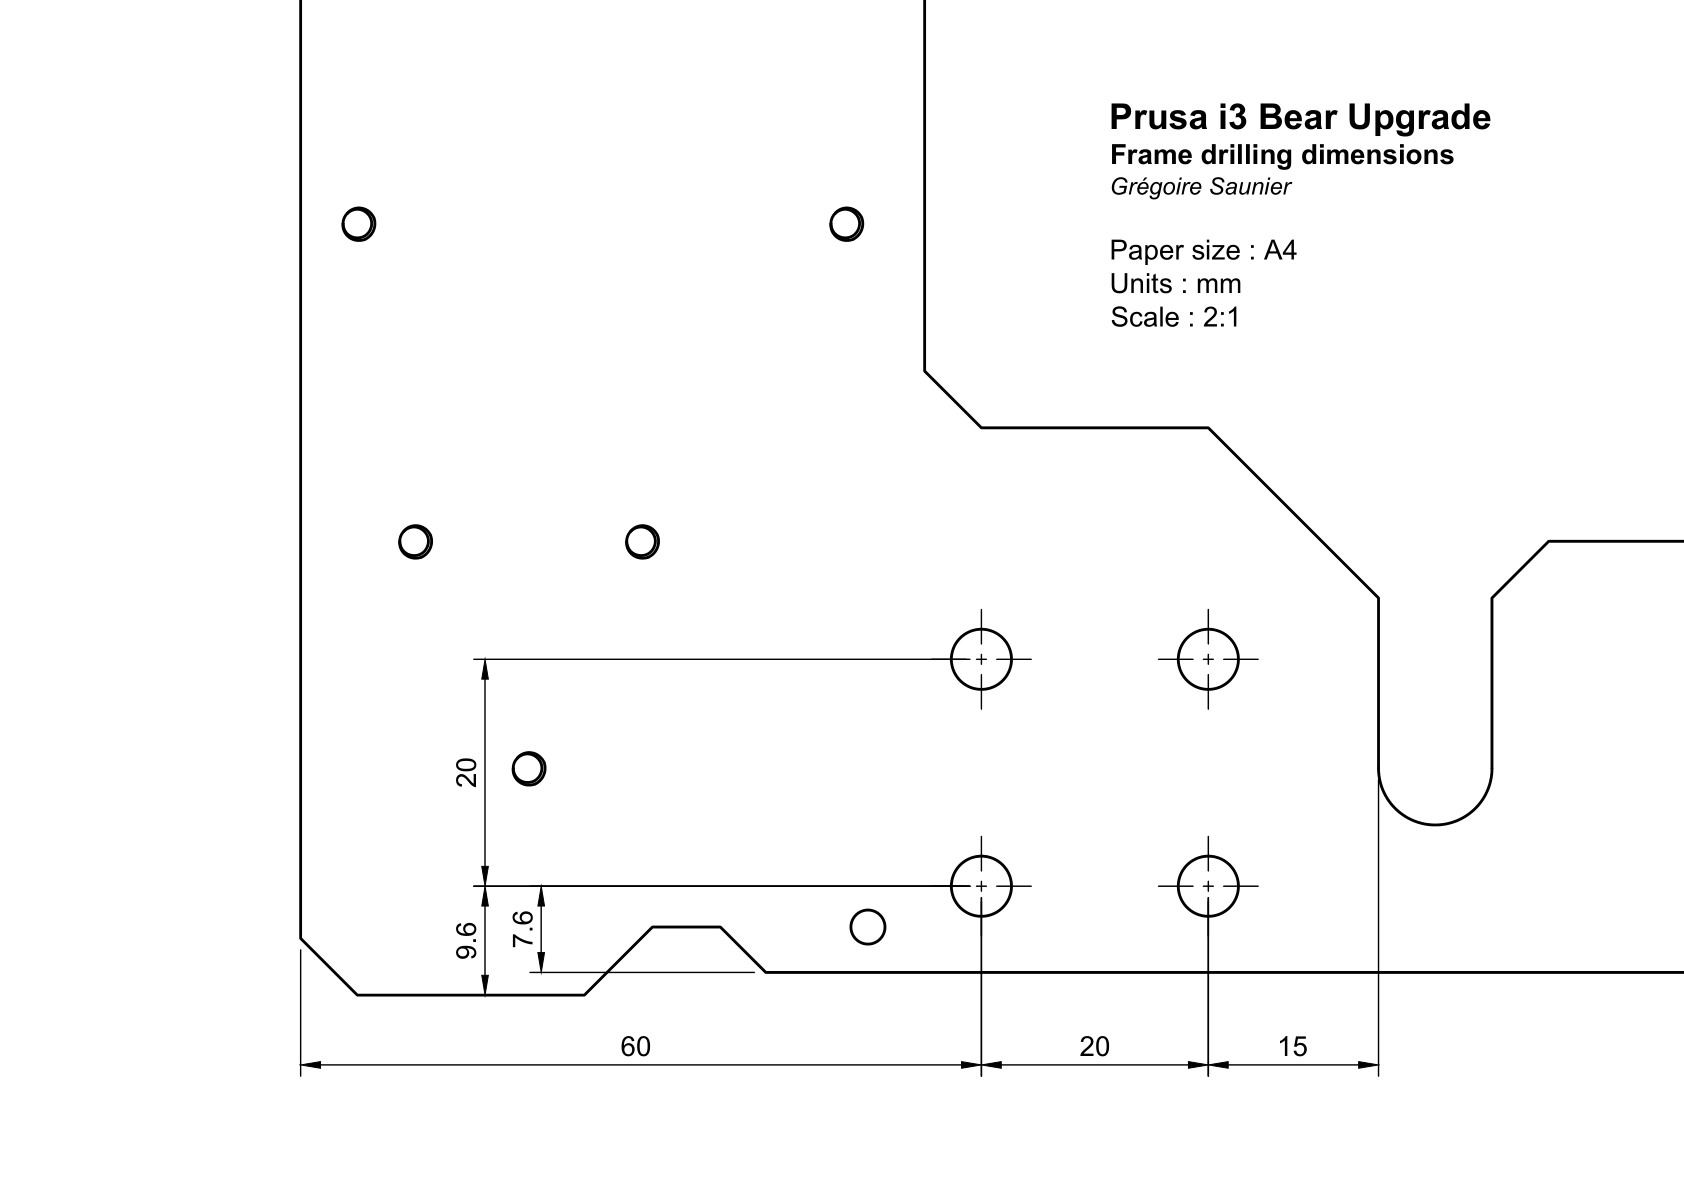 Prusa i3 Bear Upgrade
Frame drilling dimensions
Grégoire Saunier
Paper size : A4
Units : mm
Scale : 2:1
20
9.6
7.6
60
20
15